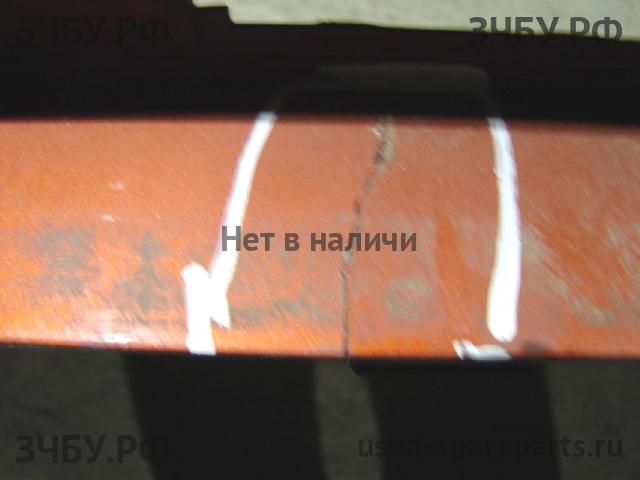 ЗЧБУ.РФ ЗЧБУ.РФ
Нет в наличи
ЗЧБУ.РФ used-spareparts.ru